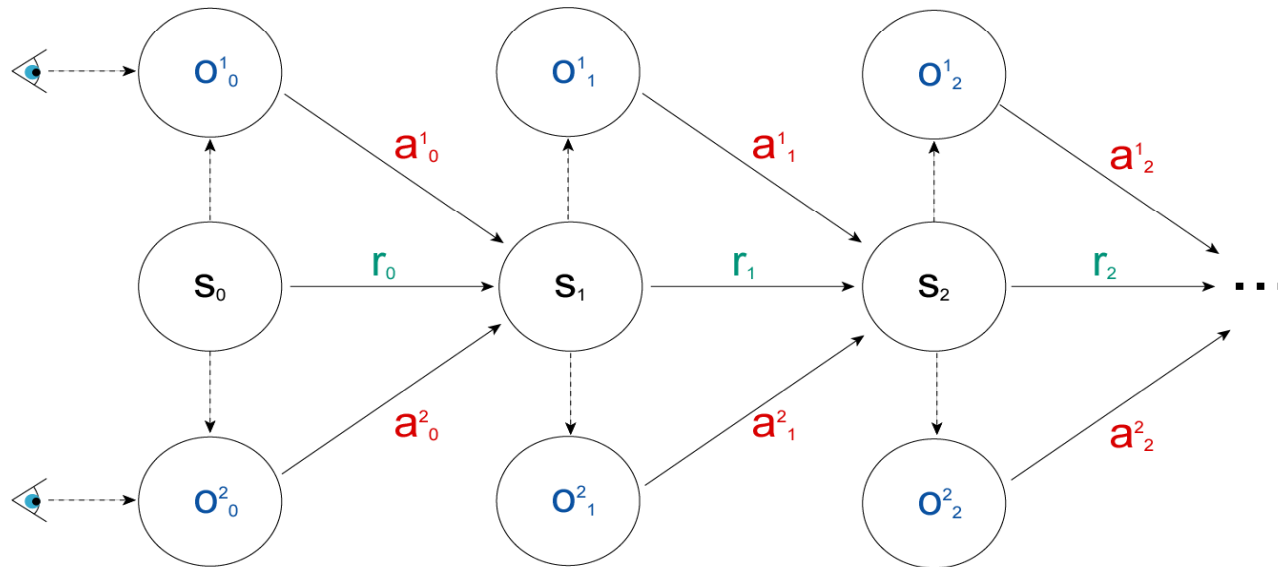 o¹₀ o¹₁ o¹₂
a¹₀ a¹₁ a¹₂
r₀ r₁ r₂
s₀ s₁ s₂ ...
a²₀ a²₁ a²₂
o²₀ o²₁ o²₂